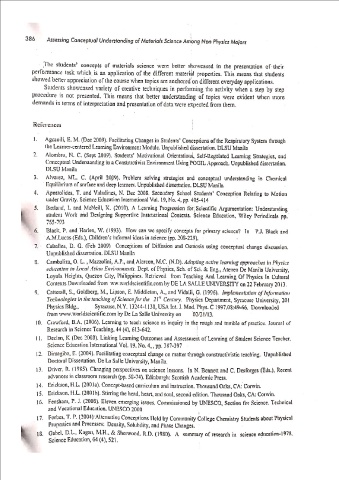 386 Assessing Conceptual Understanding of Materials Science Among Non Physics Majors
The students' concepts of materials science were better showcased in the presentation of their
performance task which is an application of the different material properties. This means that students
showed better appreciation of the course when topics are anchored on different everyday applications.
Students showcased variety of creative techniques in performing the activity when a step by step
procedure is not presented. This means that better understanding of topics were evident when more
demands in terms of interpretation and presentation of data were expected from them.
References
1. Agapuli, E. M. (Dec 2009). Facilitating Changes in Students' Conceptions of the Respiratory System through
the Learner-centered Learning Environment Module. Unpublished dissertation. DLSU Manila
2. Alombro, N. C. (Sept 2009). Students' Motivational Orientations, Self-Regulated Learning Strategies, and
Conceptual Understanding in a Constructivist Environment Using POGIL Approach. Unpublished dissertation.
DLSU Manila
3. Alvaran, ML. C. (April 2009). Problem solving strategies and conceptual understanding in Chemical
Equilibrium of surface and deep learners. Unpublished dissertation. DLSU Manila.
4. Apostolides, T. and Valadines, N. Dec 2008. Secondary School Students' Conception Relating to Motion
under Gravity. Science Education International Vol. 19, No. 4, pp. 405-414
5. Berland, L. and McNeill, K. (2010). A Learning Progression for Scientific Argumentation: Understanding
student Work and Designing Supportive Instructional Contexts. Science Education, Wiley Periodicals pp.
765-793
6. Black, P. and Harlen, W. (1993). How can we specify concepts for primary science? In P.J. Black and
A.M.Lucas (Eds.), Children's informal ideas in science (pp. 208-229).
7. Cabulus, D. G. (Feb 2009) Conceptions of Diffusion and Osmosis using conceptual change discussion.
Unpublished dissertation. DLSU Manila
8. Cambaliza, O. L., Mazzolini, A.P., and Alarcon, M.C. (N.D). Adopting active learning approaches in Physics
education in Local Asian Environments. Dept. of Physics, Sch. of Sci. & Eng., Ateneo De Manila University,
Loyola Heights, Quezon City, Philippines. Retrieved from Teaching And Learning Of Physics In Cultural
Contexts Downloaded from www.worldscientific.com by DE LA SALLE UNIVERSITY on 22 February 2013.
9. Catteroll, S., Goldberg, M., Lipson, E. Middleton, A., and Vidali, G. (1996). Implementation of Information
Technologies in the teaching of Science for the 21st Century. Physics Department, Syracuse University, 201
Physics Bldg., Syracuse, N.Y. 13244-1130, USA Int. J. Mod. Phys. C 1997.08:49-66. Downloaded
from www.worldscientific.com by De La Salle University on 02/21/13.
10. Crawford, B.A. (2006). Learning to teach science as inquiry in the rough and tumble of practice. Journal of
Research in Science Teaching, 44 (4), 613-642.
11. Decker, K (Dec 2008). Linking Learning Outcomes and Assessment of Learning of Student Science Teacher.
Science Education International Vol. 19, No. 4., pp. 387-397
12. E. (2004). Facilitating conceptual change on matter through constructivistic teaching. Unpublished
Doctoral Dissertation. De La Salle University, Manila.
13. Driver, R. (1985). Changing perspectives on science lessons. In N. Bennett and C. Desforges (Eds.), Recent
advances in classroom research (pp. 58-74). Edinburgh: Scottish Academic Press.
14. Erickson, H.L. (2001a). Concept-based curriculum and instruction. Thousand Oaks, CA: Corwin.
15. Erickson, H.L. (2001b). Stirring the head, heart, and soul, second edition. Thousand Oaks, CA: Corwin.
16. Fensham, P. J. (2008). Eleven emerging issues. Commissioned by UNESCO, Section for Science, Technical
and Vocational Education, UNESCO 2008
17. Forbes, T. P. (2004) Alternative Conceptions Held by Community College Chemistry Students about Physical
Properties and Processes: Density, Solubility, and Phase Changes.
18. Gabel, D.L., Kagan, M.H., & Sherwood, R.D. (1980). A summary of research in science education-1978.
Science Education, 64 (4), 521.